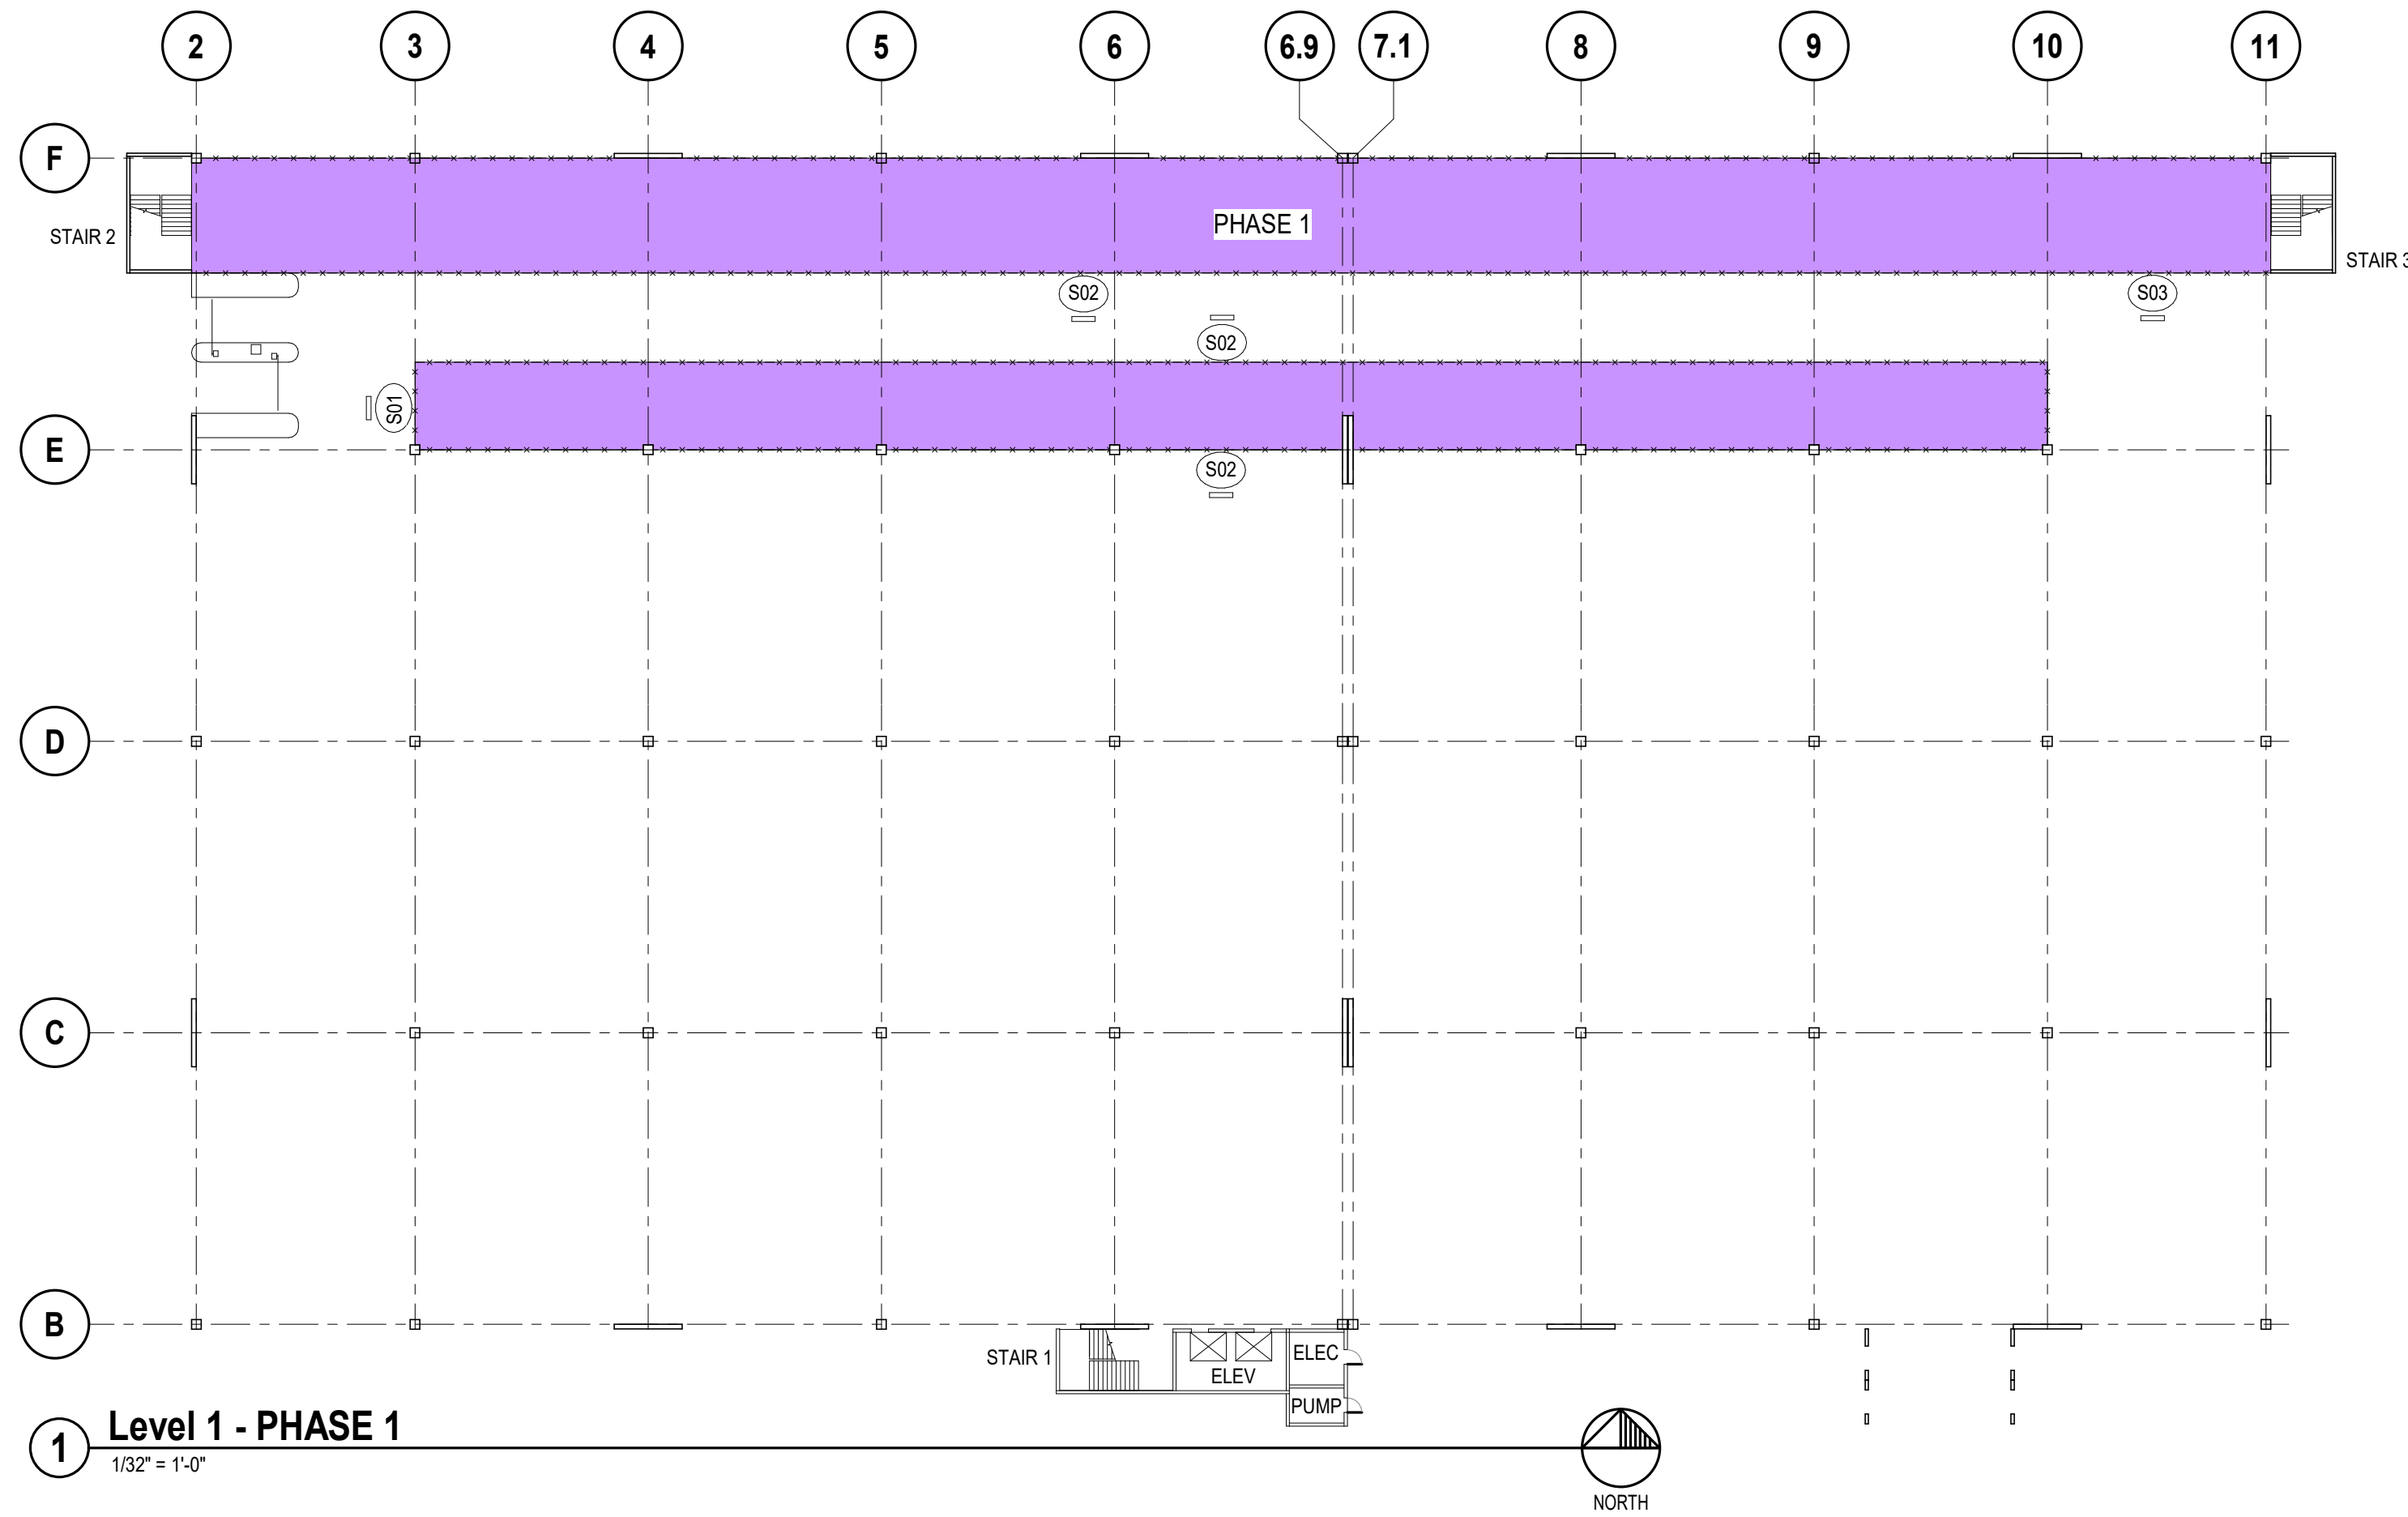 2
3
4
5
6
6.9
7.1
8
9
10
11
F
PHASE 1
STAIR 2
STAIR 3
S02
S03
S02
S01
E
S02
D
C
B
STAIR 1
ELEC
ELEV
PUMP
1
Level 1 - PHASE 1
1/32" = 1'-0"
NORTH